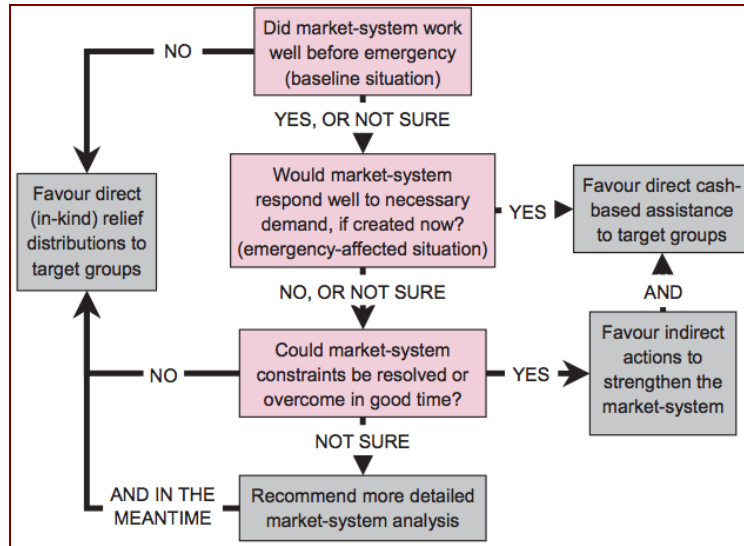 Did market-system work
well before emergency
(baseline situation)
NO
YES, OR NOT SURE
Favour direct
(in-kind) relief
distributions to
target groups
Would market-system
respond well to necessary
demand, if created now?
(emergency-affected situation)
YES
Favour direct cash-
based assistance
to target groups
NO, OR NOT SURE
AND
Could market-system
constraints be resolved or
overcome in good time?
NO
YES
Favour indirect
actions to
strengthen the
market-system
NOT SURE
AND IN THE
MEANTIME
Recommend more detailed
market-system analysis